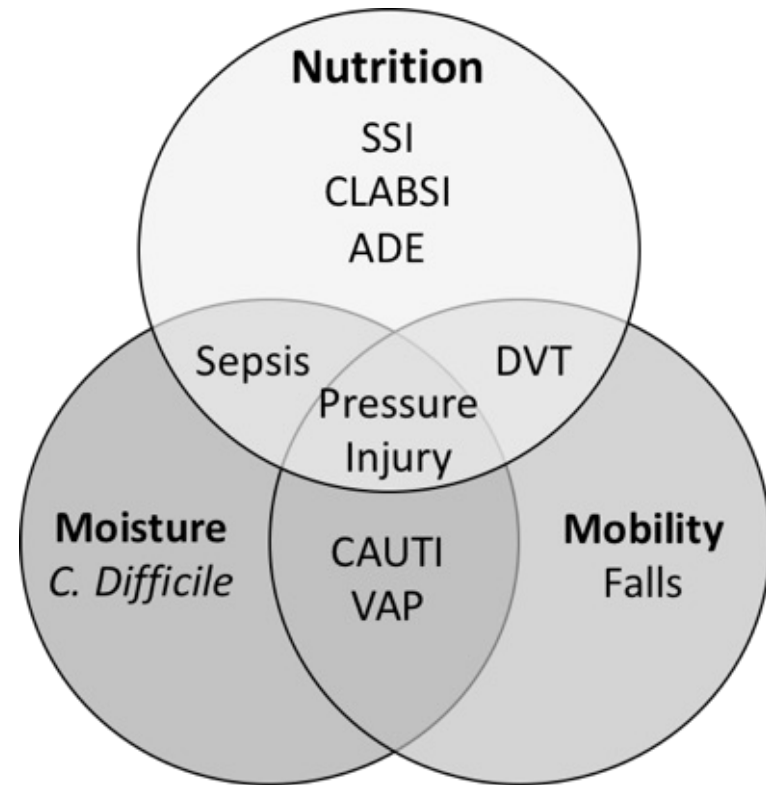 Nutrition
SSI
CLABSI
ADE
Sepsis
DVT
Pressure
Injury
Moisture
C. Difficile
CAUTI
VAP
Mobility
Falls